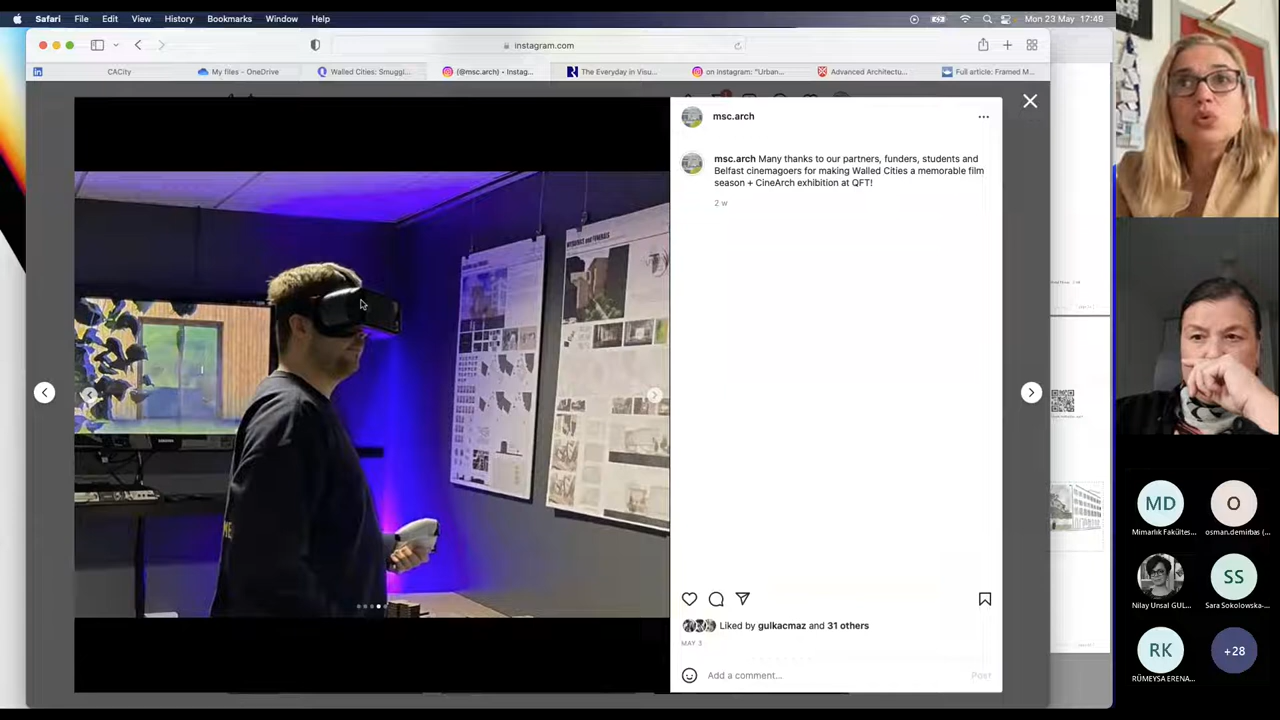 Safari File Edit View History Bookmarks Window Help
Mon 23 May 17:49
instagram.com
CACity
My files - OneDrive
Walled Cities: Smuggl...
(@msc.arch) • Instag...
The Everyday in Visu...
on Instagram: "Urban...
Advanced Architectu...
Full article: Framed M...
msc.arch
msc.arch Many thanks to our partners, funders, students and
Belfast cinemagoers for making Walled Cities a memorable film
season + CineArch exhibition at QFT!
2 w
Liked by gulkacmaz and 31 others
MAY 3
Add a comment...
Post
MD
Mimarlık Fakültes...
O
osman.demirbas (...
Nilay Unsal GUL...
SS
Sara Sokolowska-...
RK
RÜMEYSA ERENA...
+28